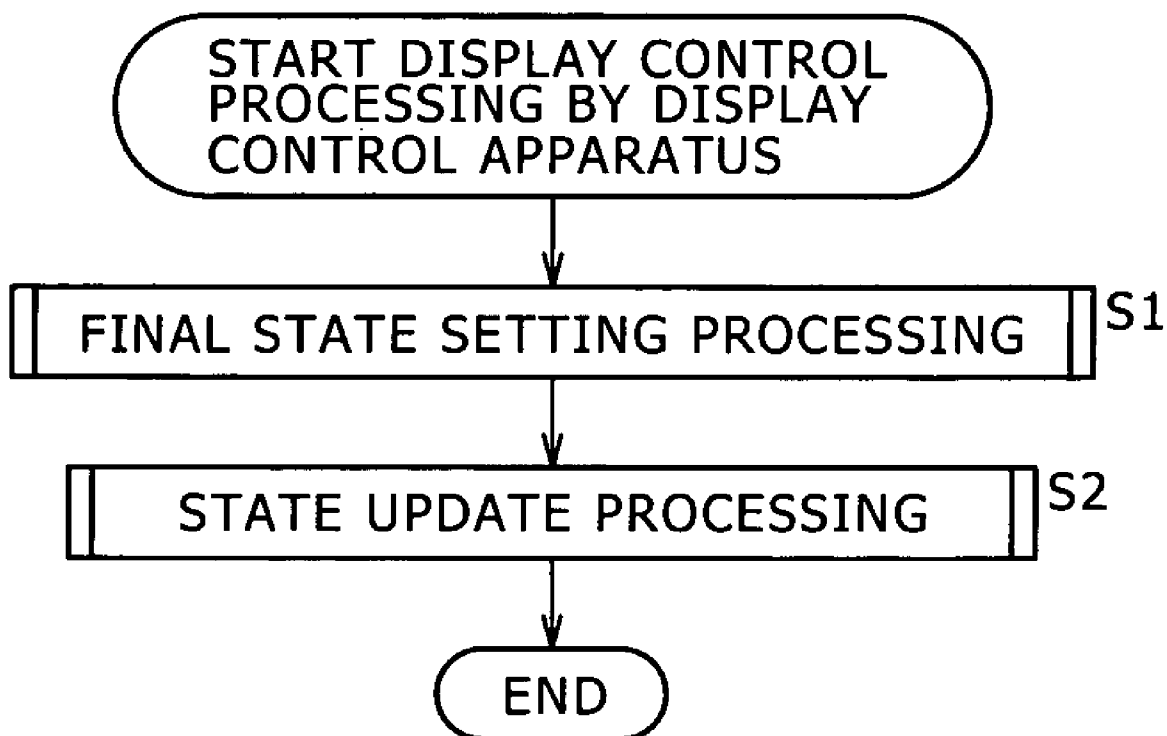 START DISPLAY CONTROL
PROCESSING BY DISPLAY
CONTROL APPARATUS
FINAL STATE SETTING PROCESSING
S1
STATE UPDATE PROCESSING
S2
END